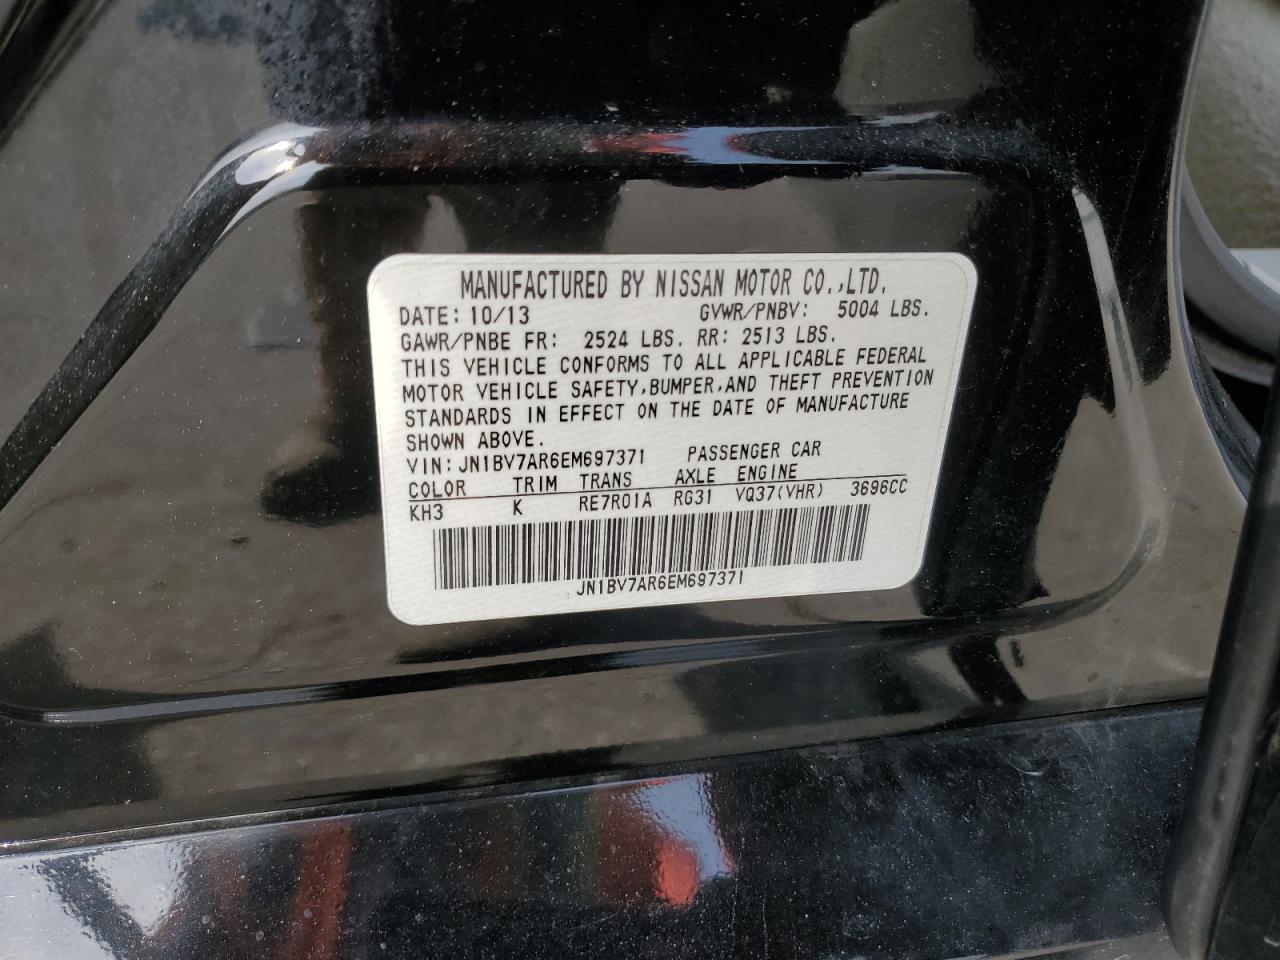 MANUFACTURED BY NISSAN MOTOR CO.,LTD.
DATE: 10/13 GVWR/PNBV: 5004 LBS.
GAWR/PNBE FR: 2524 LBS. RR: 2513 LBS.
THIS VEHICLE CONFORMS TO ALL APPLICABLE FEDERAL
MOTOR VEHICLE SAFETY,BUMPER,AND THEFT PREVENTION
STANDARDS IN EFFECT ON THE DATE OF MANUFACTURE
SHOWN ABOVE.
VIN: JN1BV7AR6EM697371 PASSENGER CAR
COLOR TRIM TRANS AXLE ENGINE
KH3 K RE7R01A RG31 VQ37(VHR) 3696CC
JN1BV7AR6EM697371